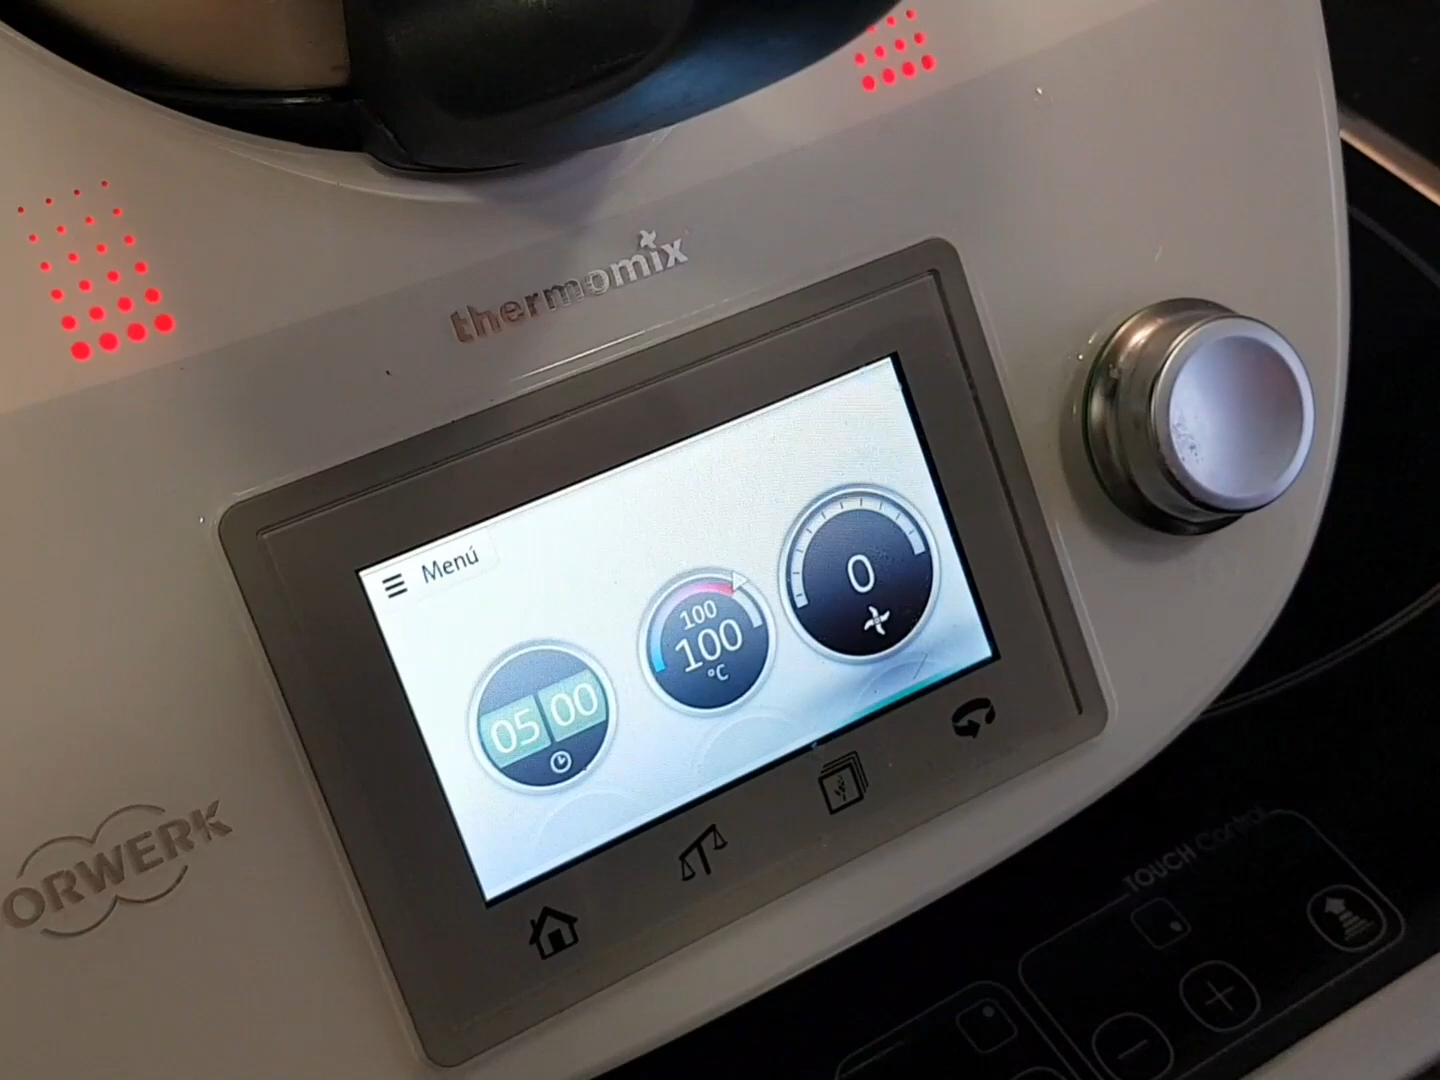 thermomix
Menú
05 00
100
100
°C
0
ORWERK
TOUCH Control